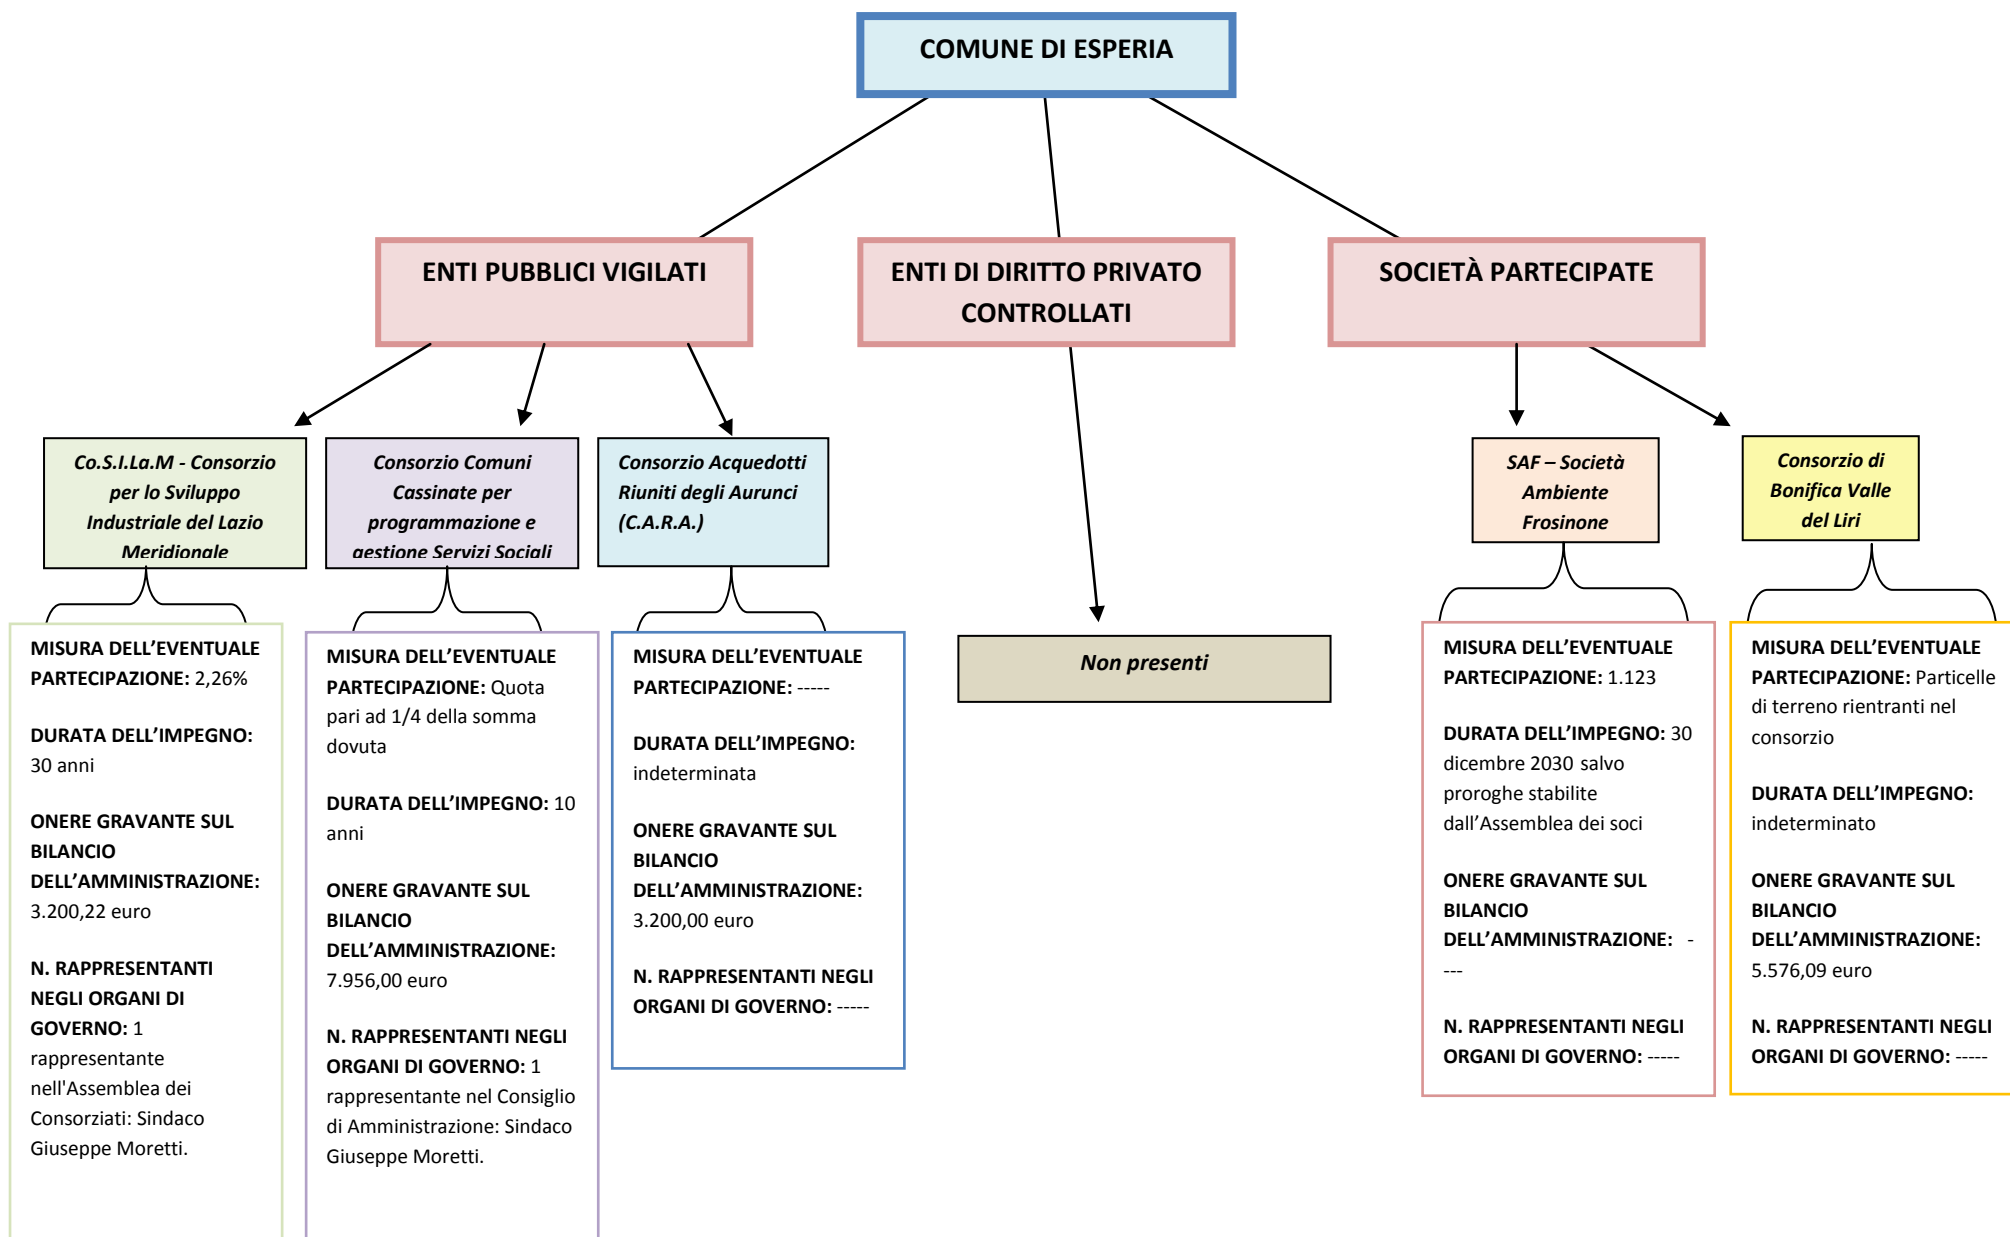 COMUNE DI ESPERIA
ENTI PUBBLICI VIGILATI
ENTI DI DIRITTO PRIVATO
CONTROLLATI
SOCIETÀ PARTECIPATE
Co.S.I.La.M - Consorzio
per lo Sviluppo
Industriale del Lazio
Meridionale
Consorzio Comuni
Cassinate per
programmazione e
gestione Servizi Sociali
Consorzio Acquedotti
Riuniti degli Aurunci
(C.A.R.A.)
SAF – Società
Ambiente
Frosinone
Consorzio di
Bonifica Valle
del Liri
MISURA DELL’EVENTUALE
PARTECIPAZIONE: 2,26%
DURATA DELL’IMPEGNO:
30 anni
ONERE GRAVANTE SUL
BILANCIO
DELL’AMMINISTRAZIONE:
3.200,22 euro
N. RAPPRESENTANTI
NEGLI ORGANI DI
GOVERNO: 1
rappresentante
nell'Assemblea dei
Consorziati: Sindaco
Giuseppe Moretti.
MISURA DELL’EVENTUALE
PARTECIPAZIONE: Quota
pari ad 1/4 della somma
dovuta
DURATA DELL’IMPEGNO: 10
anni
ONERE GRAVANTE SUL
BILANCIO
DELL’AMMINISTRAZIONE:
7.956,00 euro
N. RAPPRESENTANTI NEGLI
ORGANI DI GOVERNO: 1
rappresentante nel Consiglio
di Amministrazione: Sindaco
Giuseppe Moretti.
MISURA DELL’EVENTUALE
PARTECIPAZIONE: -----
DURATA DELL’IMPEGNO:
indeterminata
ONERE GRAVANTE SUL
BILANCIO
DELL’AMMINISTRAZIONE:
3.200,00 euro
N. RAPPRESENTANTI NEGLI
ORGANI DI GOVERNO: -----
Non presenti
MISURA DELL’EVENTUALE
PARTECIPAZIONE: 1.123
DURATA DELL’IMPEGNO: 30
dicembre 2030 salvo
proroghe stabilite
dall’Assemblea dei soci
ONERE GRAVANTE SUL
BILANCIO
DELL’AMMINISTRAZIONE: -
----
N. RAPPRESENTANTI NEGLI
ORGANI DI GOVERNO: -----
MISURA DELL’EVENTUALE
PARTECIPAZIONE: Particelle
di terreno rientranti nel
consorzio
DURATA DELL’IMPEGNO:
indeterminato
ONERE GRAVANTE SUL
BILANCIO
DELL’AMMINISTRAZIONE:
5.576,09 euro
N. RAPPRESENTANTI NEGLI
ORGANI DI GOVERNO: -----